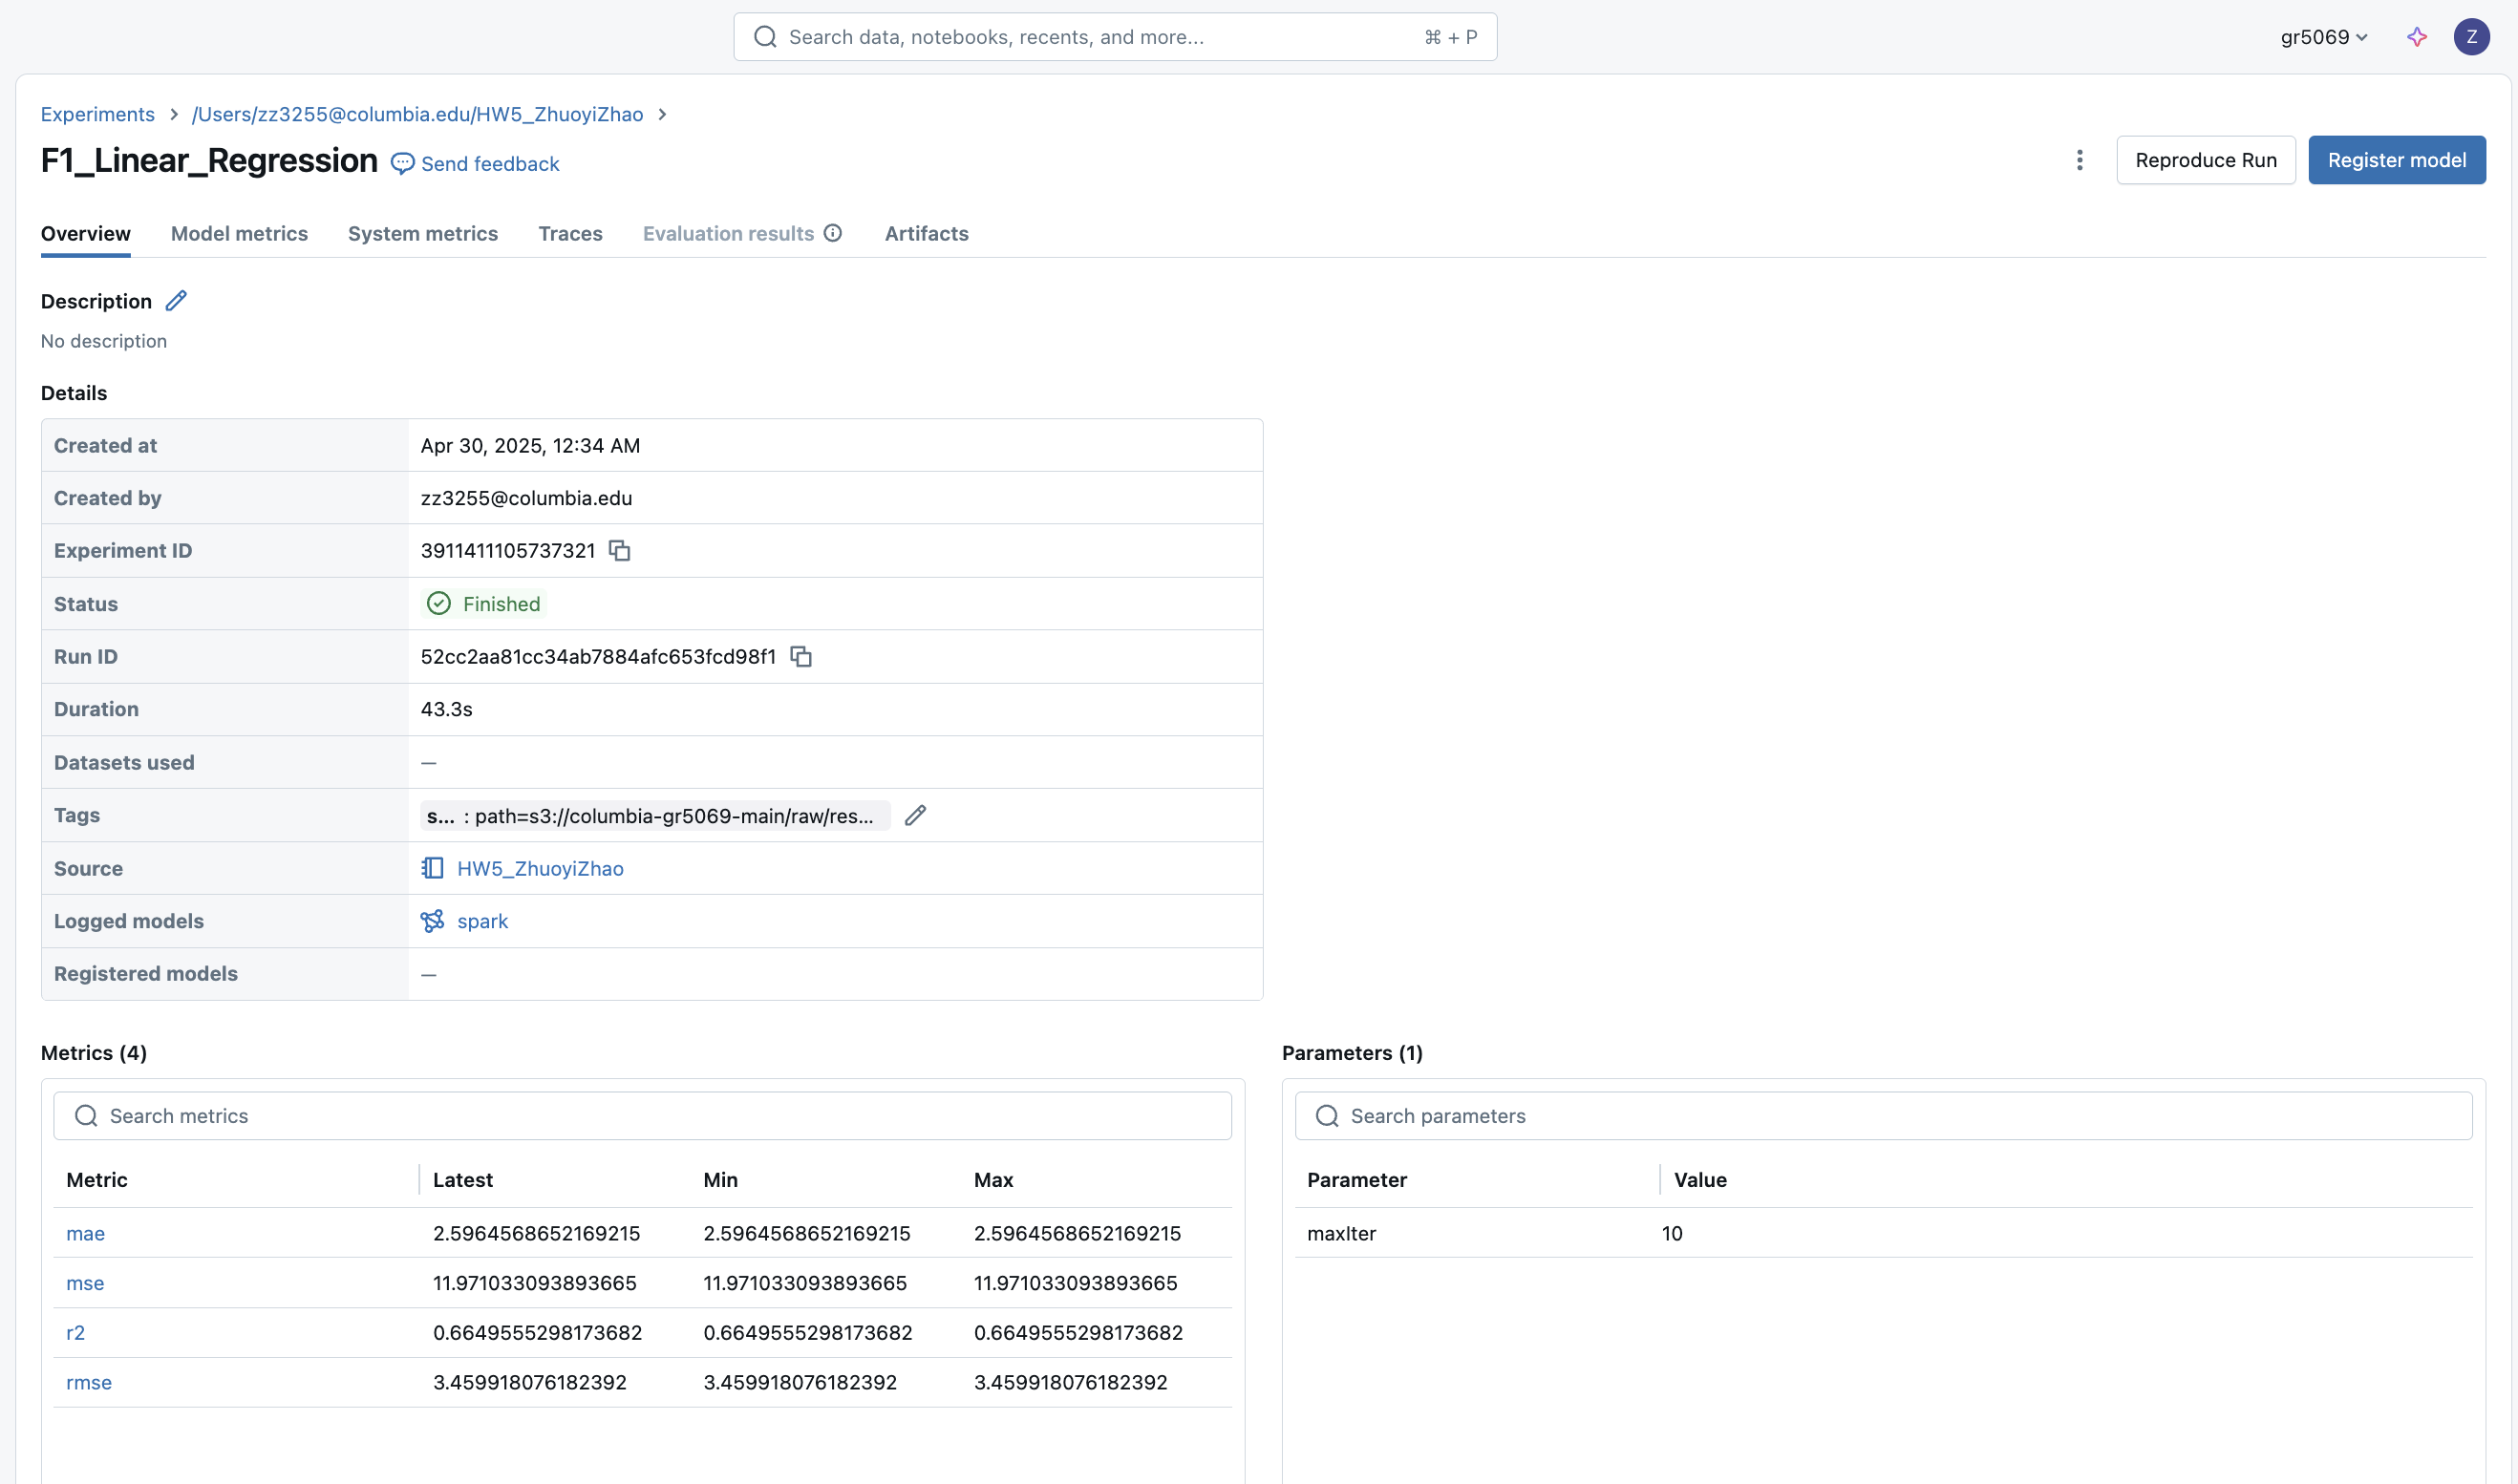 Search data, notebooks, recents, and more... ⌘ + P
gr5069
Z
Experiments > /Users/zz3255@columbia.edu/HW5_ZhuoyiZhao >
F1_Linear_Regression Send feedback
Reproduce Run
Register model
Overview Model metrics System metrics Traces Evaluation results Artifacts
Description
No description
Details
Created at Apr 30, 2025, 12:34 AM
Created by zz3255@columbia.edu
Experiment ID 3911411105737321
Status Finished
Run ID 52cc2aa81cc34ab7884afc653fcd98f1
Duration 43.3s
Datasets used —
Tags s... : path=s3://columbia-gr5069-main/raw/res...
Source HW5_ZhuoyiZhao
Logged models spark
Registered models —
Metrics (4)
Search metrics
Metric Latest Min Max
mae 2.5964568652169215 2.5964568652169215 2.5964568652169215
mse 11.971033093893665 11.971033093893665 11.971033093893665
r2 0.6649555298173682 0.6649555298173682 0.6649555298173682
rmse 3.459918076182392 3.459918076182392 3.459918076182392
Parameters (1)
Search parameters
Parameter Value
maxIter 10